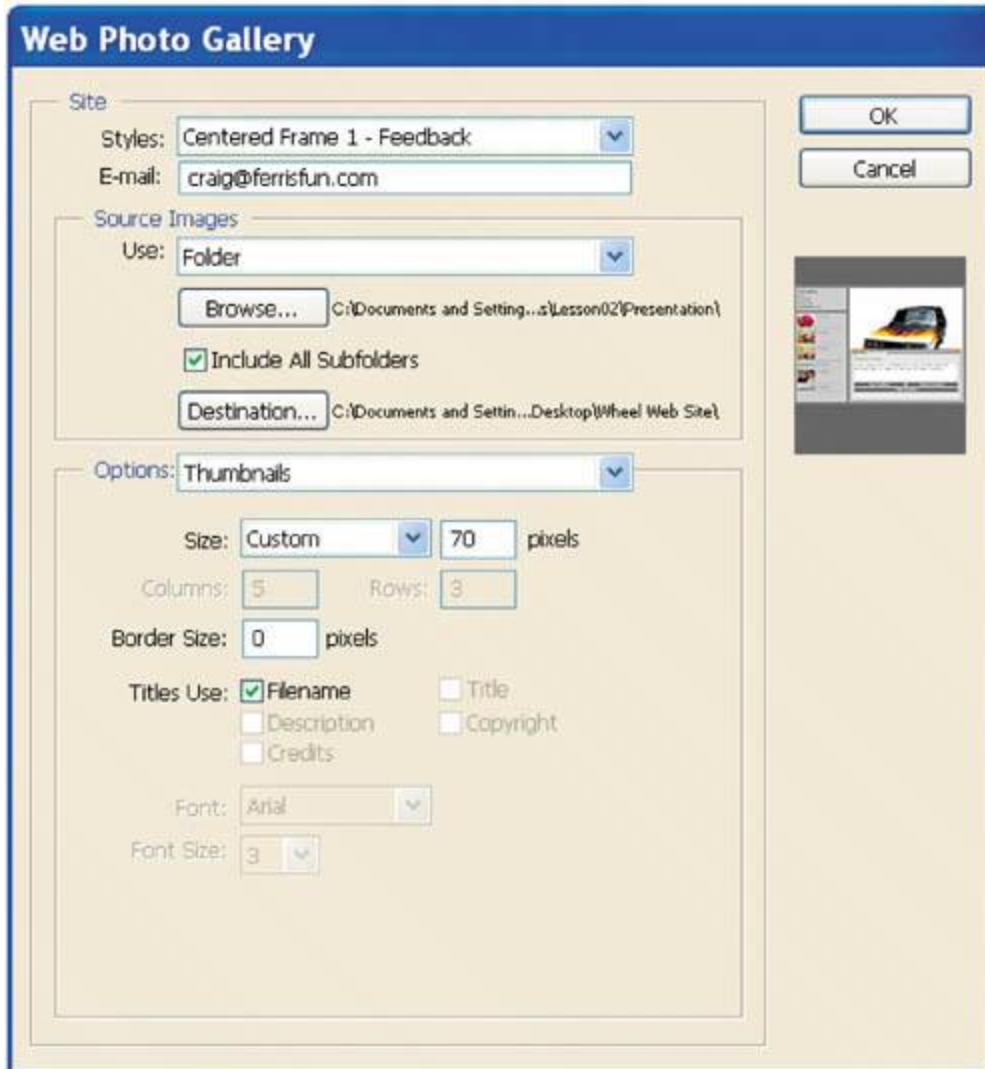 Web Photo Gallery
Site
Styles: Centered Frame 1 - Feedback
E-mail: craig@ferrisfun.com
OK
Cancel
Source Images
Use: Folder
Browse... C:\Documents and Setting...s\Lesson02\Presentation\
Include All Subfolders
Destination... C:\Documents and Settin...Desktop\Wheel Web Site\
Options: Thumbnails
Size: Custom 70 pixels
Columns: 5 Rows: 3
Border Size: 0 pixels
Titles Use: Filename Title
Description Copyright
Credits
Font: Arial
Font Size: 3